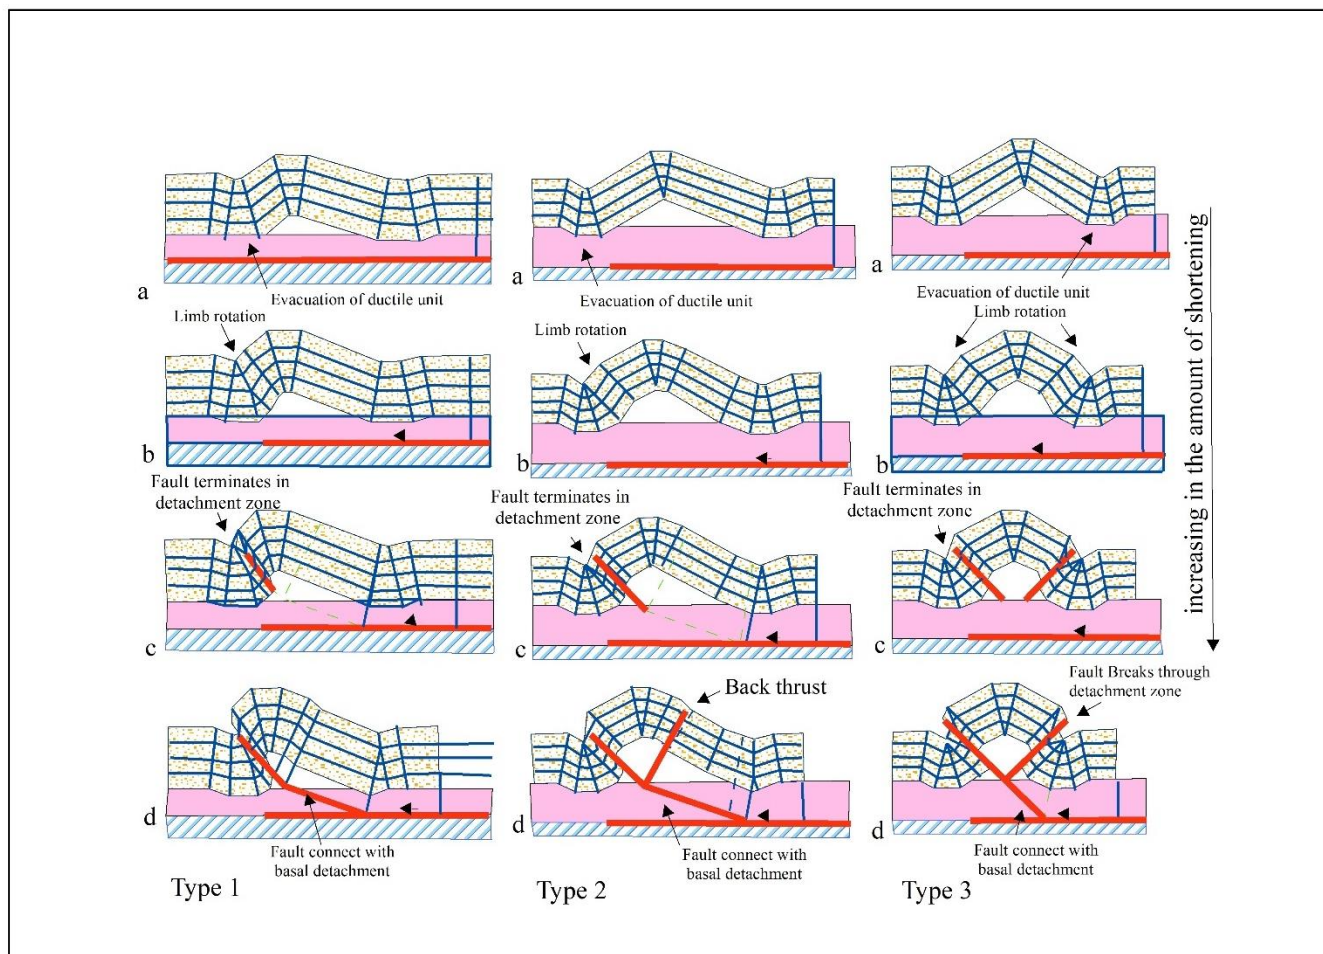 a
Evacuation of ductile unit
a
Evacuation of ductile unit
a
Evacuation of ductile unit
Limb rotation
b
Limb rotation
b
Limb rotation
b
Fault terminates in
detachment zone
c
Fault terminates in
detachment zone
c
Fault terminates in
detachment zone
c
d
Fault connect with
basal detachment
Back thrust
d
Fault connect with
basal detachment
Fault Breaks through
detachment zone
d
Fault connect with
basal detachment
Type 1
Type 2
Type 3
increasing in the amount of shortening